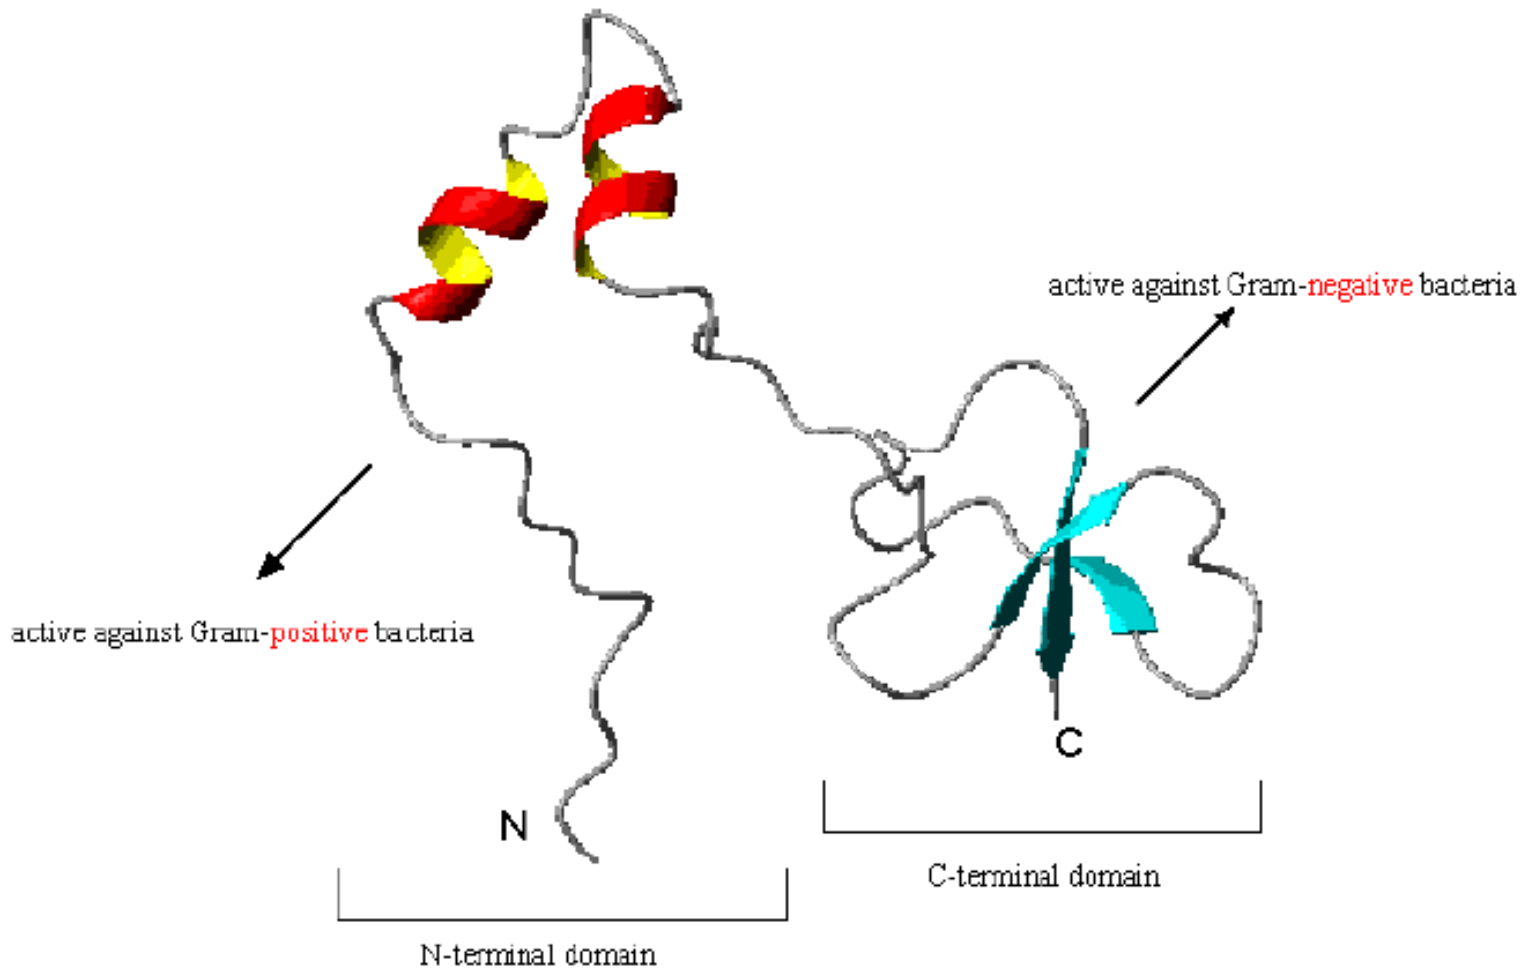 active against Gram-negative bacteria
active against Gram-positive bacteria
C
N
C-terminal domain
N-terminal domain